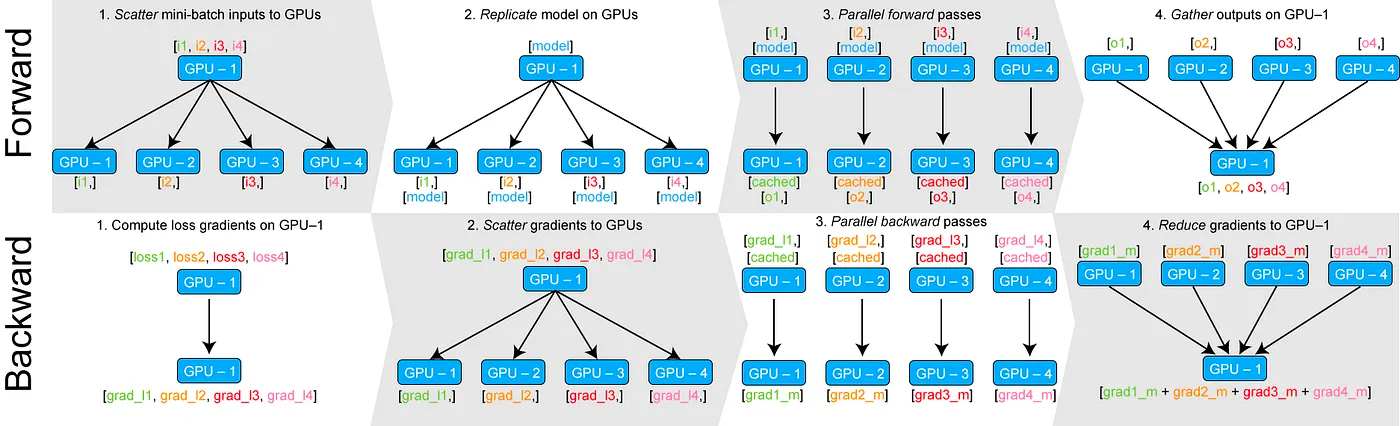 Forward
1. Scatter mini-batch inputs to GPUs
[i1, i2, i3, i4]
GPU – 1
GPU – 1 GPU – 2 GPU – 3 GPU – 4
[i1,] [i2,] [i3,] [i4,]
2. Replicate model on GPUs
[model]
GPU – 1
GPU – 1 GPU – 2 GPU – 3 GPU – 4
[i1,] [i2,] [i3,] [i4,]
[model] [model] [model] [model]
3. Parallel forward passes
[i1,] [i2,] [i3,] [i4,]
[model] [model] [model] [model]
GPU – 1 GPU – 2 GPU – 3 GPU – 4
GPU – 1 GPU – 2 GPU – 3 GPU – 4
[cached] [cached] [cached] [cached]
[o1,] [o2,] [o3,] [o4,]
4. Gather outputs on GPU–1
[o1,] [o2,] [o3,] [o4,]
GPU – 1 GPU – 2 GPU – 3 GPU – 4
GPU – 1
[o1, o2, o3, o4]
Backward
1. Compute loss gradients on GPU–1
[loss1, loss2, loss3, loss4]
GPU – 1
GPU – 1
[grad_l1, grad_l2, grad_l3, grad_l4]
2. Scatter gradients to GPUs
[grad_l1, grad_l2, grad_l3, grad_l4]
GPU – 1
GPU – 1 GPU – 2 GPU – 3 GPU – 4
[grad_l1,] [grad_l2,] [grad_l3,] [grad_l4,]
3. Parallel backward passes
[grad_l1,] [grad_l2,] [grad_l3,] [grad_l4,]
[cached] [cached] [cached] [cached]
GPU – 1 GPU – 2 GPU – 3 GPU – 4
GPU – 1 GPU – 2 GPU – 3 GPU – 4
[grad1_m] [grad2_m] [grad3_m] [grad4_m]
4. Reduce gradients to GPU–1
[grad1_m] [grad2_m] [grad3_m] [grad4_m]
GPU – 1 GPU – 2 GPU – 3 GPU – 4
GPU – 1
[grad1_m + grad2_m + grad3_m + grad4_m]